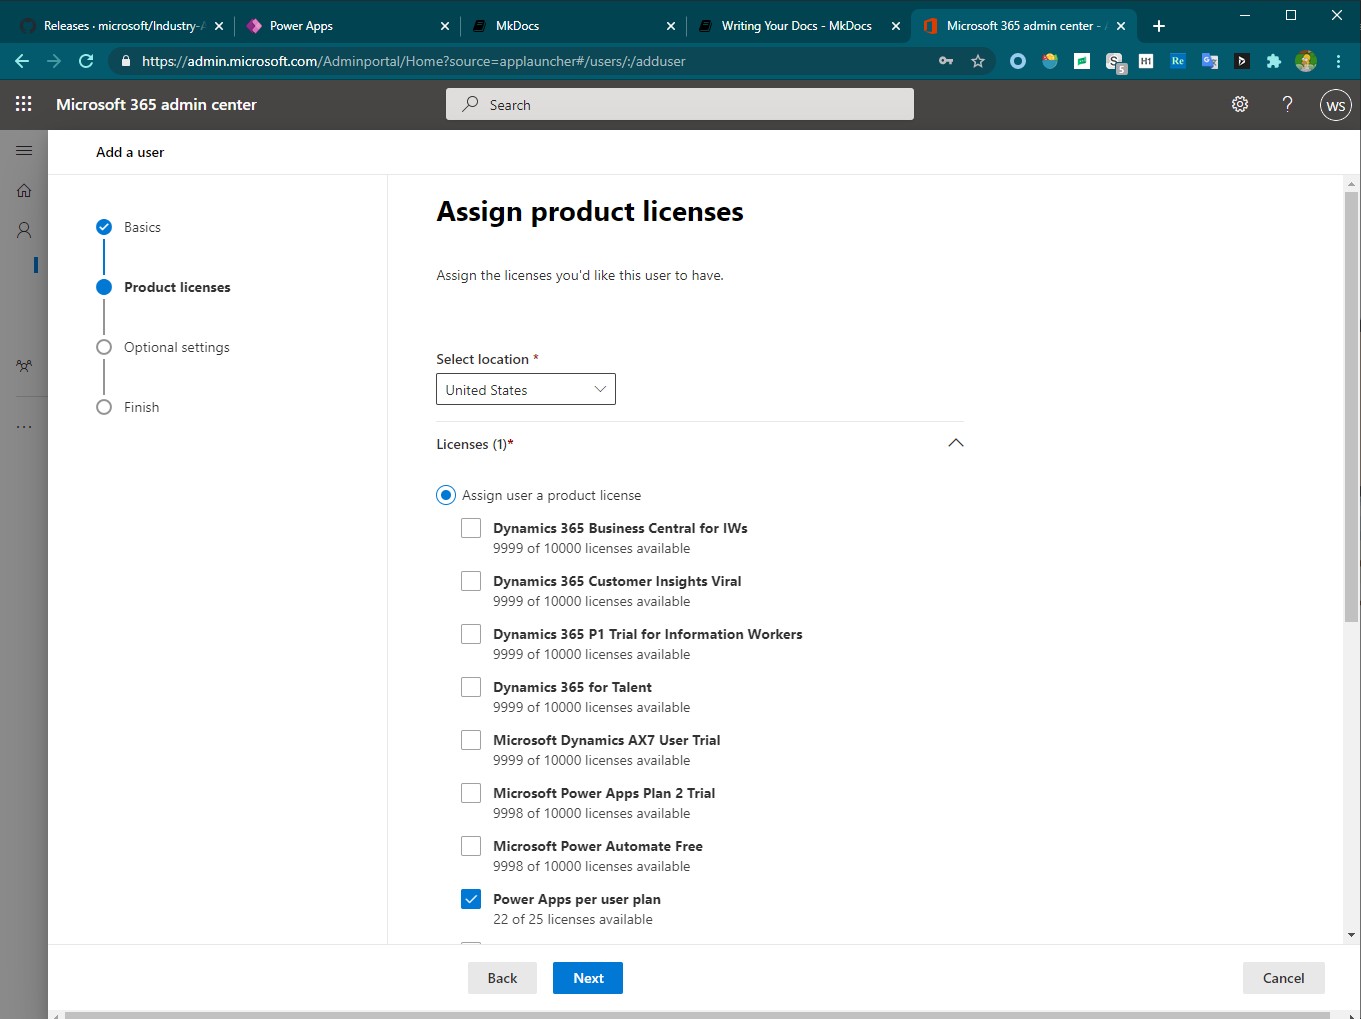 Releases · microsoft/Industry-A
Power Apps
MkDocs
Writing Your Docs - MkDocs
Microsoft 365 admin center -
https://admin.microsoft.com/Adminportal/Home?source=applauncher#/users/:/adduser
S
5
H1
Re
Microsoft 365 admin center
Search
?
WS
Add a user
Basics
Product licenses
Optional settings
Finish
Assign product licenses
Assign the licenses you'd like this user to have.
Select location *
United States
Licenses (1)*
Assign user a product license
Dynamics 365 Business Central for IWs
9999 of 10000 licenses available
Dynamics 365 Customer Insights Viral
9999 of 10000 licenses available
Dynamics 365 P1 Trial for Information Workers
9999 of 10000 licenses available
Dynamics 365 for Talent
9999 of 10000 licenses available
Microsoft Dynamics AX7 User Trial
9999 of 10000 licenses available
Microsoft Power Apps Plan 2 Trial
9998 of 10000 licenses available
Microsoft Power Automate Free
9998 of 10000 licenses available
Power Apps per user plan
22 of 25 licenses available
Back
Next
Cancel